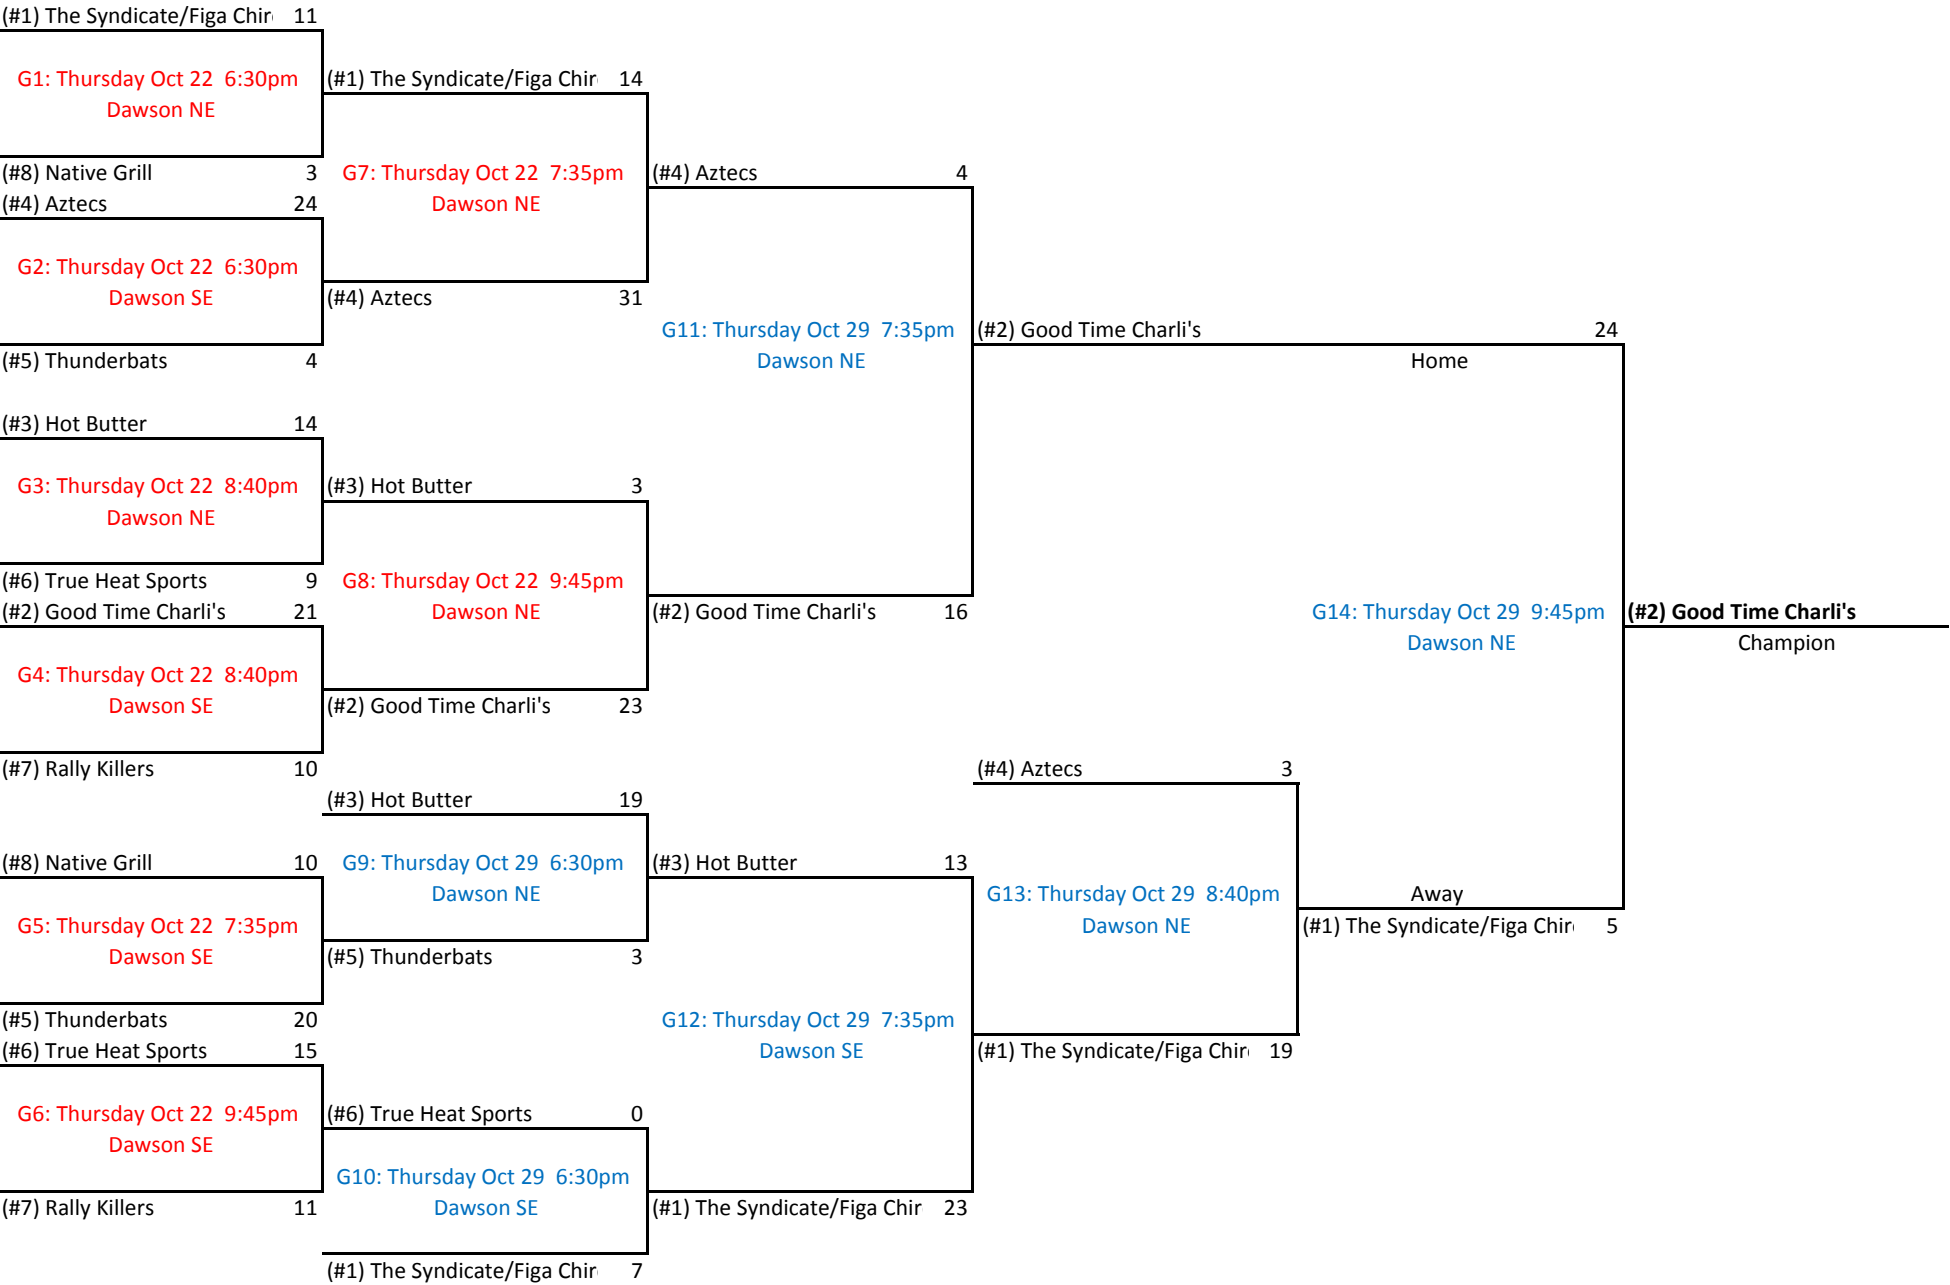 (#1) The Syndicate/Figa Chir 11
G1: Thursday Oct 22 6:30pm
Dawson NE
(#8) Native Grill 3
(#4) Aztecs 24
G2: Thursday Oct 22 6:30pm
Dawson SE
(#5) Thunderbats 4
(#3) Hot Butter 14
G3: Thursday Oct 22 8:40pm
Dawson NE
(#6) True Heat Sports 9
(#2) Good Time Charli's 21
G4: Thursday Oct 22 8:40pm
Dawson SE
(#7) Rally Killers 10
(#8) Native Grill 10
G5: Thursday Oct 22 7:35pm
Dawson SE
(#5) Thunderbats 20
(#6) True Heat Sports 15
G6: Thursday Oct 22 9:45pm
Dawson SE
(#7) Rally Killers 11
(#1) The Syndicate/Figa Chir 14
G7: Thursday Oct 22 7:35pm
Dawson NE
(#4) Aztecs 31
(#3) Hot Butter 3
G8: Thursday Oct 22 9:45pm
Dawson NE
(#2) Good Time Charli's 23
(#3) Hot Butter 19
G9: Thursday Oct 29 6:30pm
Dawson NE
(#5) Thunderbats 3
(#6) True Heat Sports 0
G10: Thursday Oct 29 6:30pm
Dawson SE
(#1) The Syndicate/Figa Chir 7
(#4) Aztecs 4
G11: Thursday Oct 29 7:35pm
Dawson NE
(#2) Good Time Charli's 16
(#3) Hot Butter 13
G12: Thursday Oct 29 7:35pm
Dawson SE
(#1) The Syndicate/Figa Chir 23
(#2) Good Time Charli's 24
Home
(#4) Aztecs 3
G13: Thursday Oct 29 8:40pm
Dawson NE
(#1) The Syndicate/Figa Chir 19
G14: Thursday Oct 29 9:45pm
Dawson NE
Away
(#1) The Syndicate/Figa Chir 5
(#2) Good Time Charli's
Champion